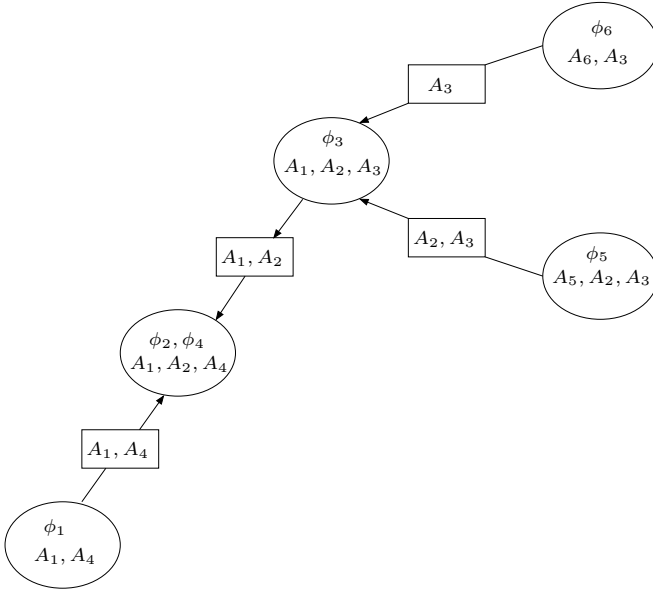 ϕ₆
A₆, A₃
A₃
ϕ₃
A₁, A₂, A₃
A₂, A₃
A₁, A₂
ϕ₅
A₅, A₂, A₃
ϕ₂, ϕ₄
A₁, A₂, A₄
A₁, A₄
ϕ₁
A₁, A₄